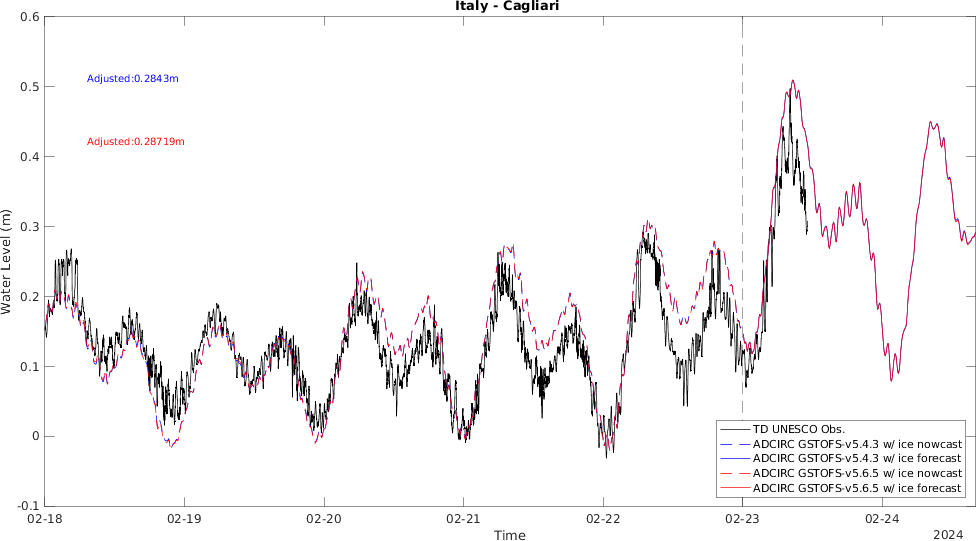 Italy - Cagliari
0.6
0.5
0.4
0.3
0.2
0.1
0
-0.1
Water Level (m)
Adjusted:0.2843m
Adjusted:0.28719m
TD UNESCO Obs.
ADCIRC GSTOFS-v5.4.3 w/ ice nowcast
ADCIRC GSTOFS-v5.4.3 w/ ice forecast
ADCIRC GSTOFS-v5.6.5 w/ ice nowcast
ADCIRC GSTOFS-v5.6.5 w/ ice forecast
02-18 02-19 02-20 02-21 02-22 02-23 02-24
Time
2024